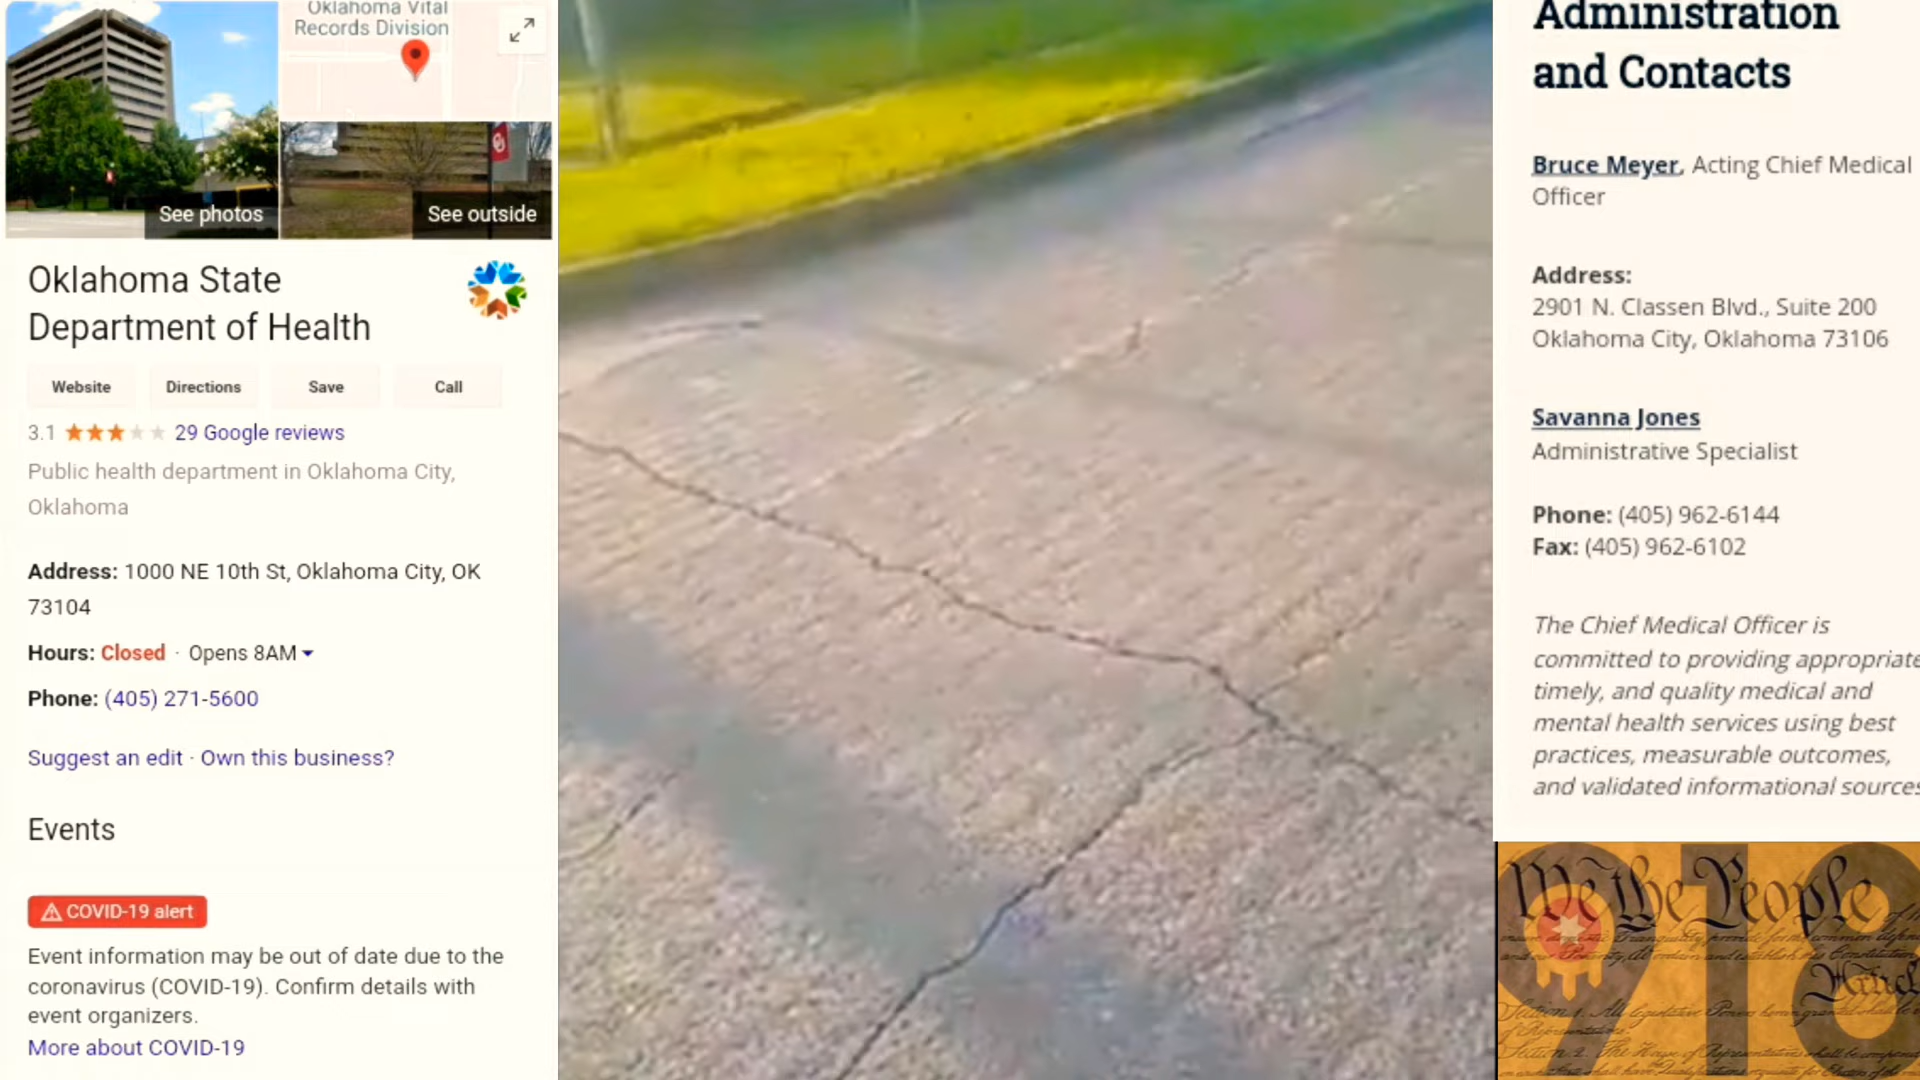 Oklahoma Vital
Records Division
See photos
See outside
Oklahoma State
Department of Health
Website
Directions
Save
Call
3.1
29 Google reviews
Public health department in Oklahoma City,
Oklahoma
Address: 1000 NE 10th St, Oklahoma City, OK
73104
Hours: Closed · Opens 8AM
Phone: (405) 271-5600
Suggest an edit · Own this business?
Events
COVID-19 alert
Event information may be out of date due to the
coronavirus (COVID-19). Confirm details with
event organizers.
More about COVID-19
Administration
and Contacts
Bruce Meyer, Acting Chief Medical
Officer
Address:
2901 N. Classen Blvd., Suite 200
Oklahoma City, Oklahoma 73106
Savanna Jones
Administrative Specialist
Phone: (405) 962-6144
Fax: (405) 962-6102
The Chief Medical Officer is
committed to providing appropriate
timely, and quality medical and
mental health services using best
practices, measurable outcomes,
and validated informational sources
918
We the People